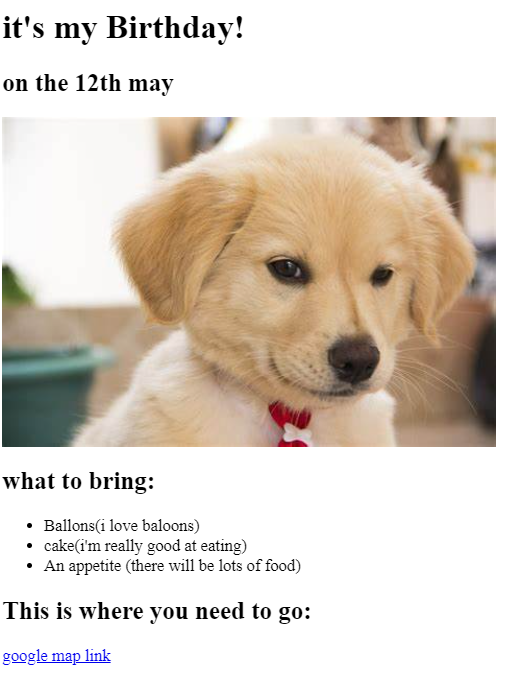 it's my Birthday!
on the 12th may
what to bring:
Ballons(i love baloons)
cake(i'm really good at eating)
An appetite (there will be lots of food)
This is where you need to go:
google map link